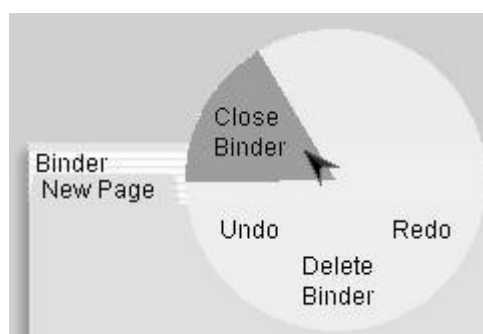 Close
Binder
Binder
New Page
Undo
Redo
Delete
Binder